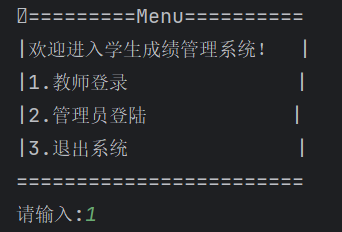 =========Menu==========
|欢迎进入学生成绩管理系统!   |
|1.教师登录              |
|2.管理员登陆            |
|3.退出系统              |
========================
请输入:1